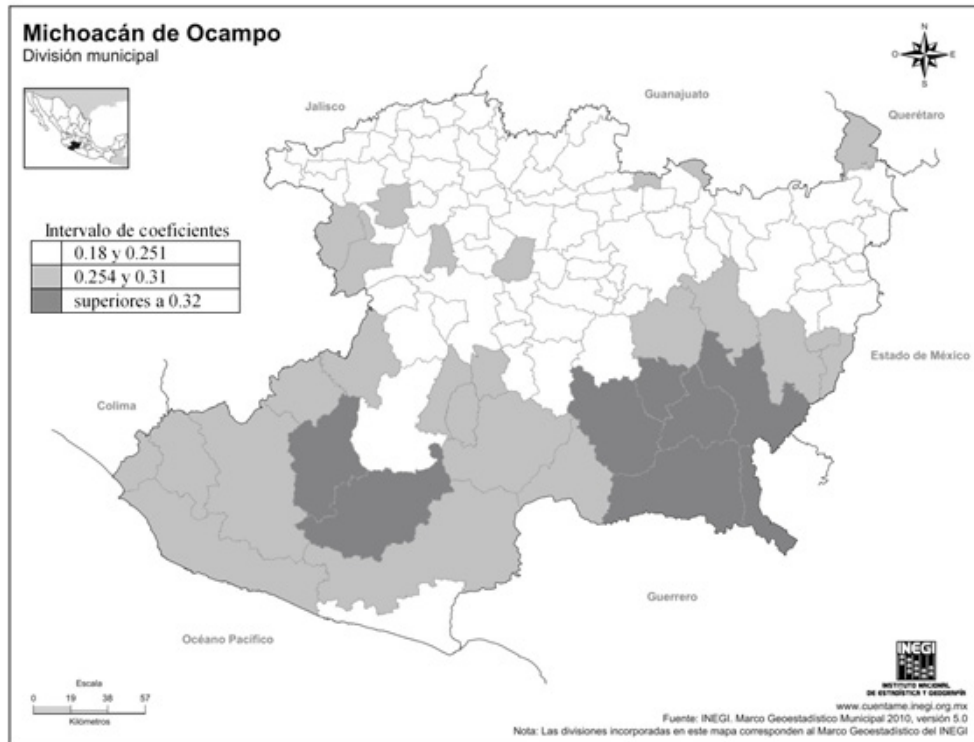 Michoacán de Ocampo
División municipal
N
O
E
S
Jalisco
Guanajuato
Querétaro
Intervalo de coeficientes
0.18 y 0.251
0.254 y 0.31
superiores a 0.32
Estado de México
Colima
Guerrero
Océano Pacífico
Escala
0 19 38 57
Kilómetros
INEGI
INSTITUTO NACIONAL
DE ESTADÍSTICA Y GEOGRAFÍA
www.cuentame.inegi.org.mx
Fuente: INEGI. Marco Geoestadístico Municipal 2010, versión 5.0
Nota: Las divisiones incorporadas en este mapa corresponden al Marco Geoestadístico del INEGI